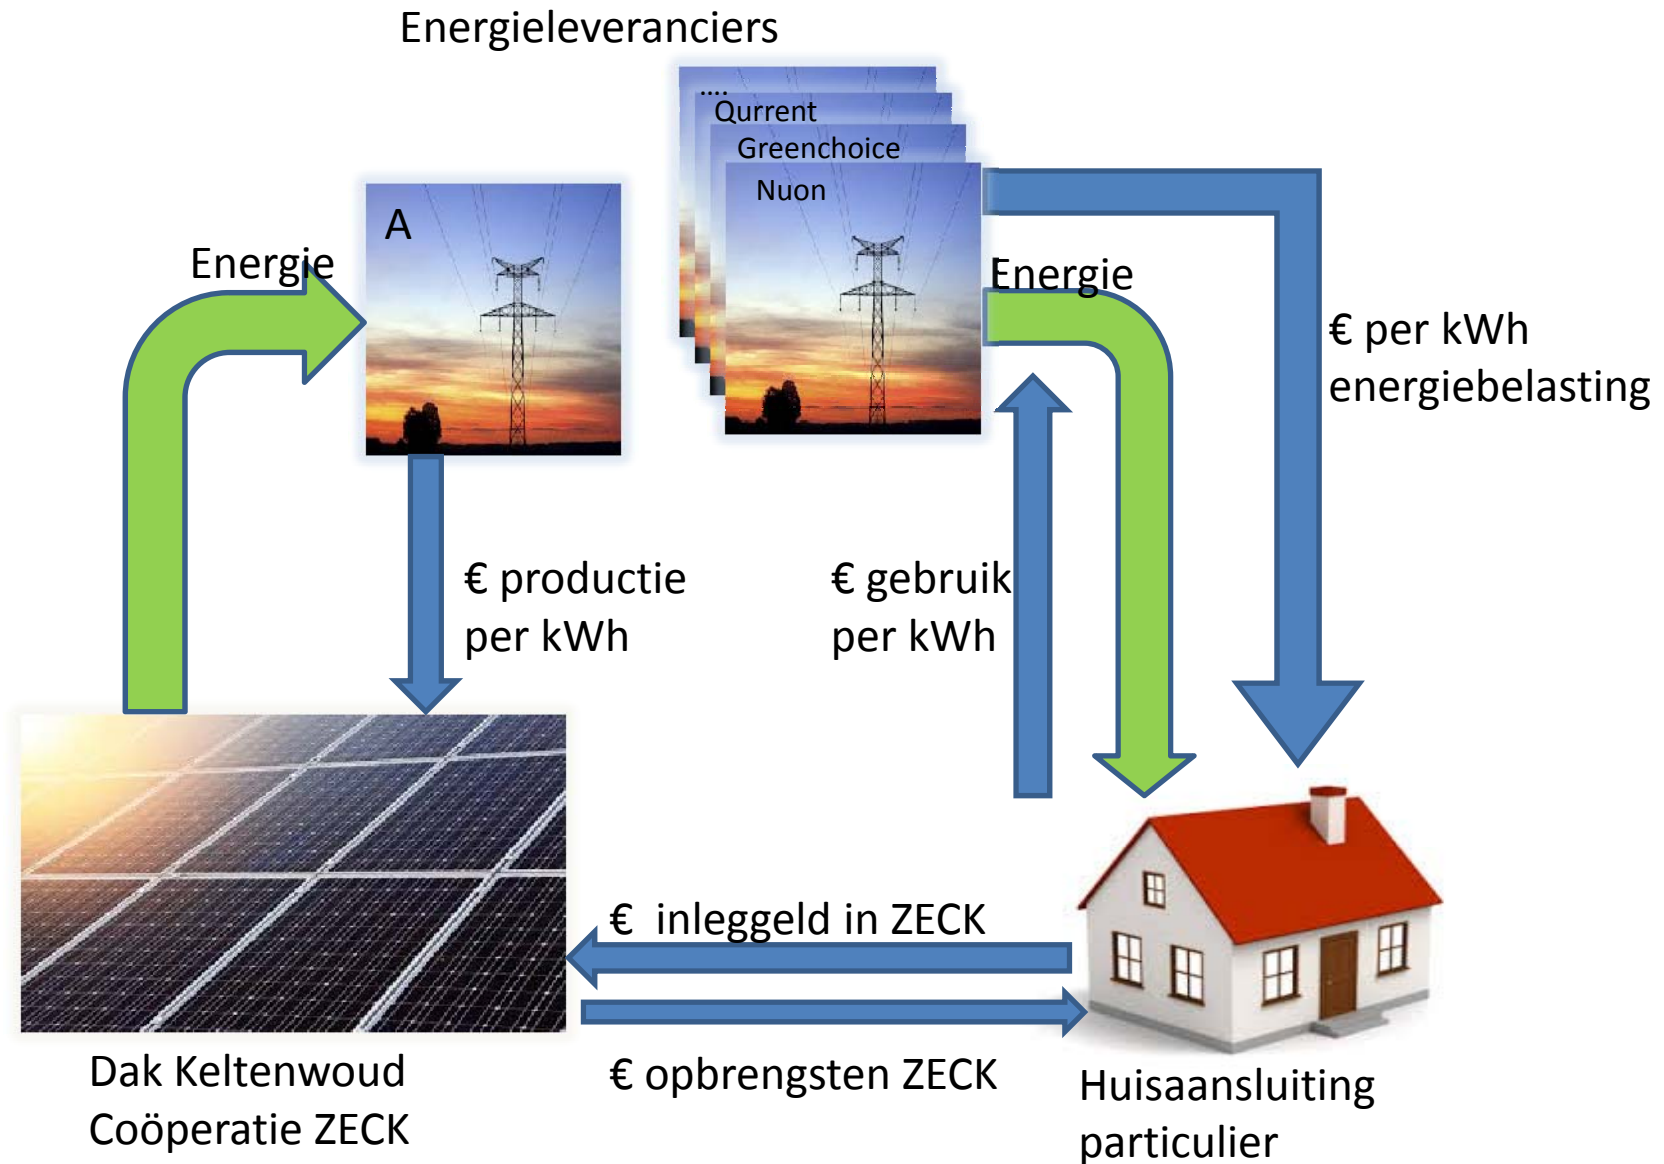 Energieleveranciers
....
Qurrent
Greenchoice
Nuon
A
Energie
Energie
€ per kWh
energiebelasting
€ productie
per kWh
€ gebruik
per kWh
€  inleggeld in ZECK
€ opbrengsten ZECK
Dak Keltenwoud
Coöperatie ZECK
Huisaansluiting
particulier